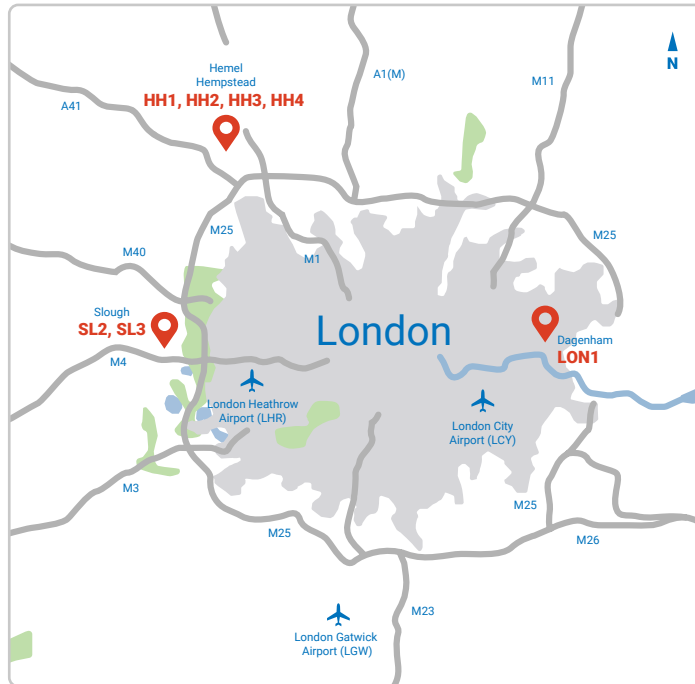 Hemel
Hempstead
HH1, HH2, HH3, HH4
A41
A1(M)
M11
N
M25
M40
M1
M25
Slough
SL2, SL3
M4
London
Dagenham
LON1
London Heathrow
Airport (LHR)
London City
Airport (LCY)
M3
M25
M25
M26
M23
London Gatwick
Airport (LGW)